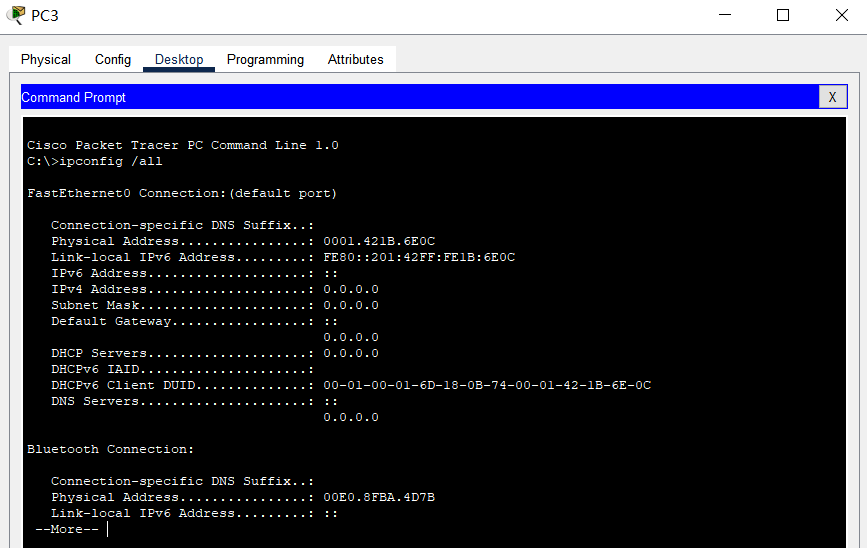 PC3
Physical Config Desktop Programming Attributes
Command Prompt X
Cisco Packet Tracer PC Command Line 1.0
C:\>ipconfig /all
FastEthernet0 Connection:(default port)
Connection-specific DNS Suffix..:
Physical Address................: 0001.421B.6E0C
Link-local IPv6 Address.........: FE80::201:42FF:FE1B:6E0C
IPv6 Address....................: ::
IPv4 Address....................: 0.0.0.0
Subnet Mask.....................: 0.0.0.0
Default Gateway.................: ::
0.0.0.0
DHCP Servers....................: 0.0.0.0
DHCPv6 IAID.....................:
DHCPv6 Client DUID..............: 00-01-00-01-6D-18-0B-74-00-01-42-1B-6E-0C
DNS Servers.....................: ::
0.0.0.0
Bluetooth Connection:
Connection-specific DNS Suffix..:
Physical Address................: 00E0.8FBA.4D7B
Link-local IPv6 Address.........: ::
--More--